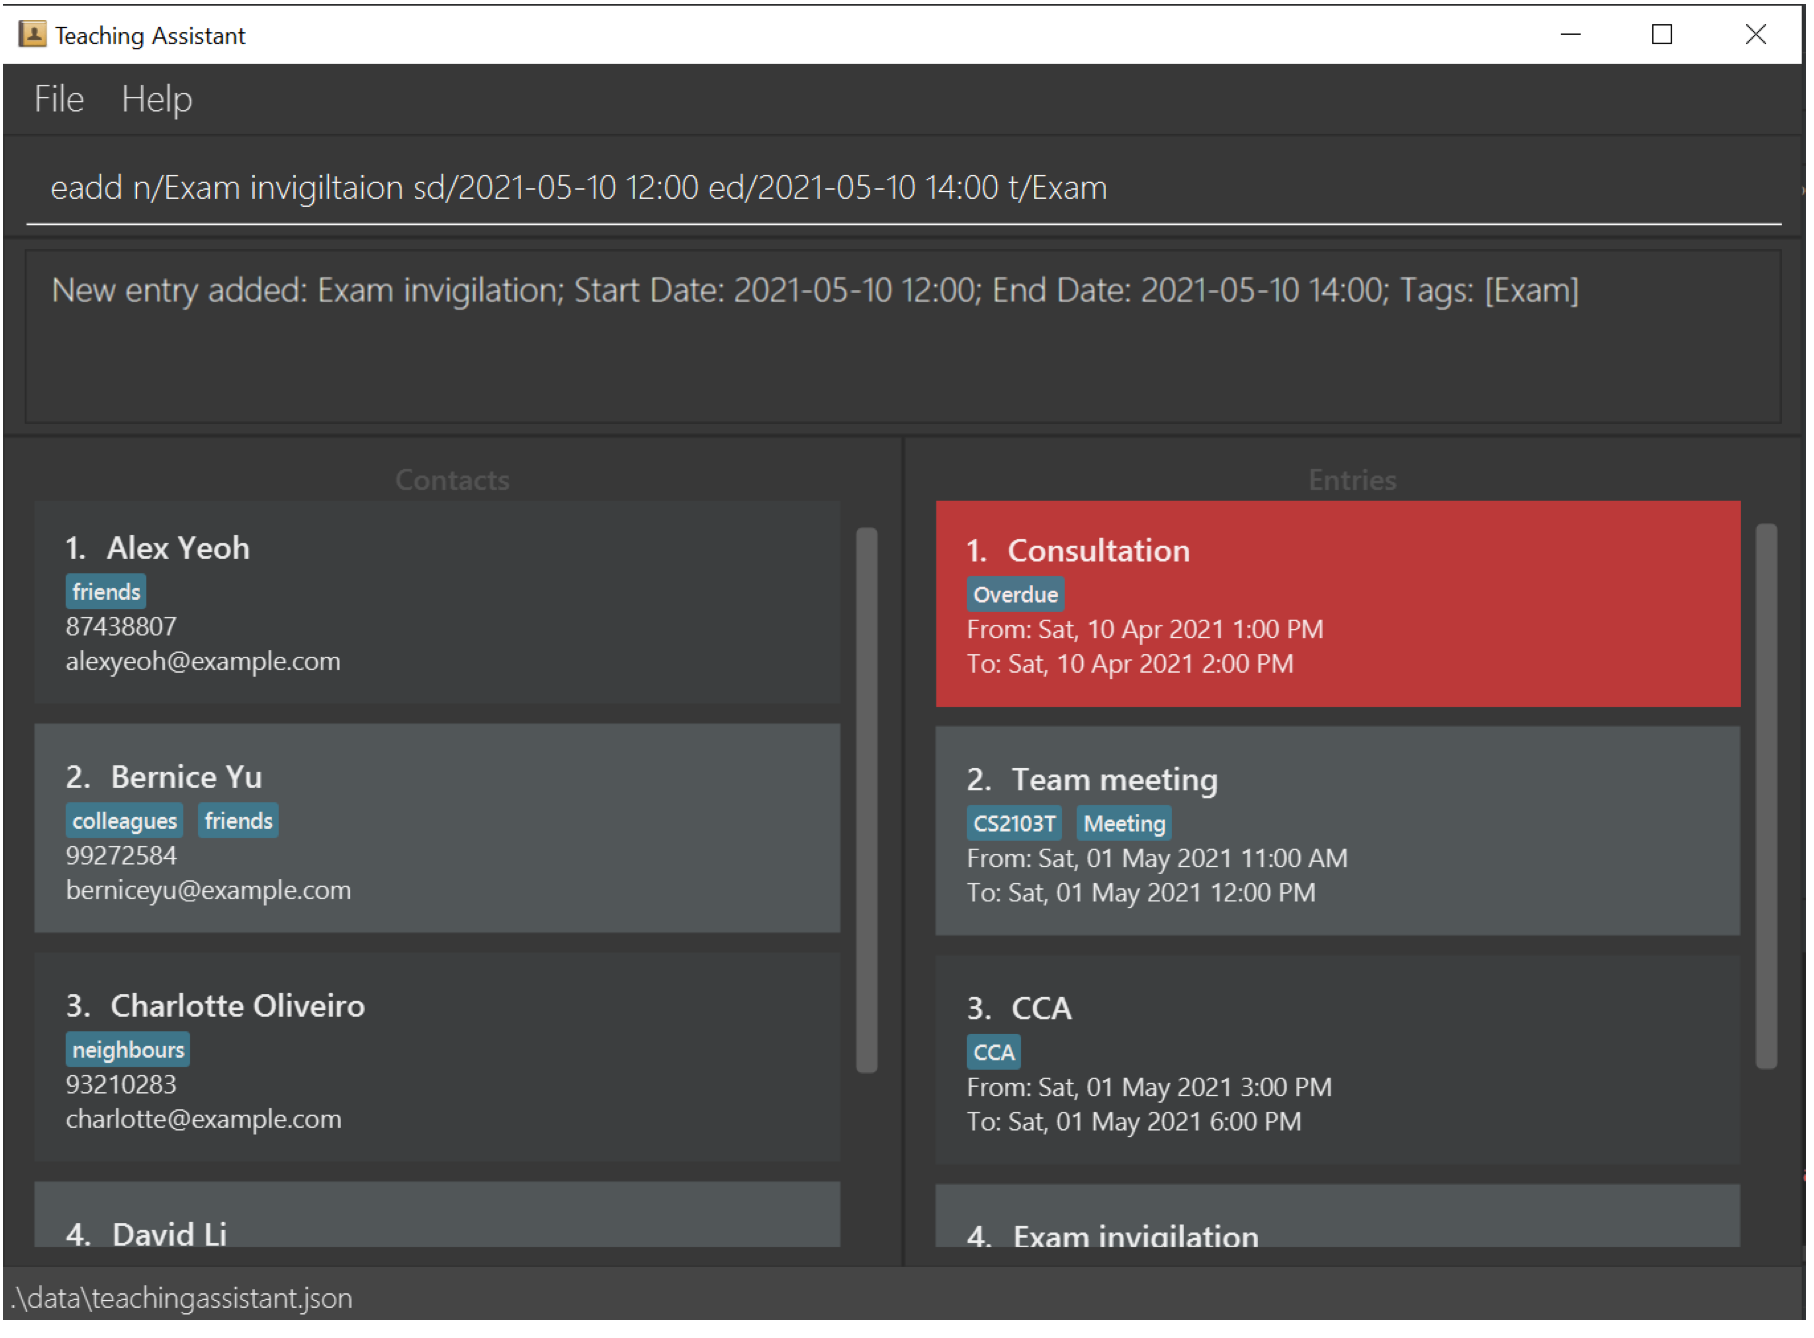 Teaching Assistant
File Help
eadd n/Exam invigiltaion sd/2021-05-10 12:00 ed/2021-05-10 14:00 t/Exam
New entry added: Exam invigilation; Start Date: 2021-05-10 12:00; End Date: 2021-05-10 14:00; Tags: [Exam]
Contacts
1. Alex Yeoh
friends
87438807
alexyeoh@example.com
2. Bernice Yu
colleagues friends
99272584
berniceyu@example.com
3. Charlotte Oliveiro
neighbours
93210283
charlotte@example.com
4. David Li
Entries
1. Consultation
Overdue
From: Sat, 10 Apr 2021 1:00 PM
To: Sat, 10 Apr 2021 2:00 PM
2. Team meeting
CS2103T Meeting
From: Sat, 01 May 2021 11:00 AM
To: Sat, 01 May 2021 12:00 PM
3. CCA
CCA
From: Sat, 01 May 2021 3:00 PM
To: Sat, 01 May 2021 6:00 PM
4. Exam invigilation
.\data\teachingassistant.json